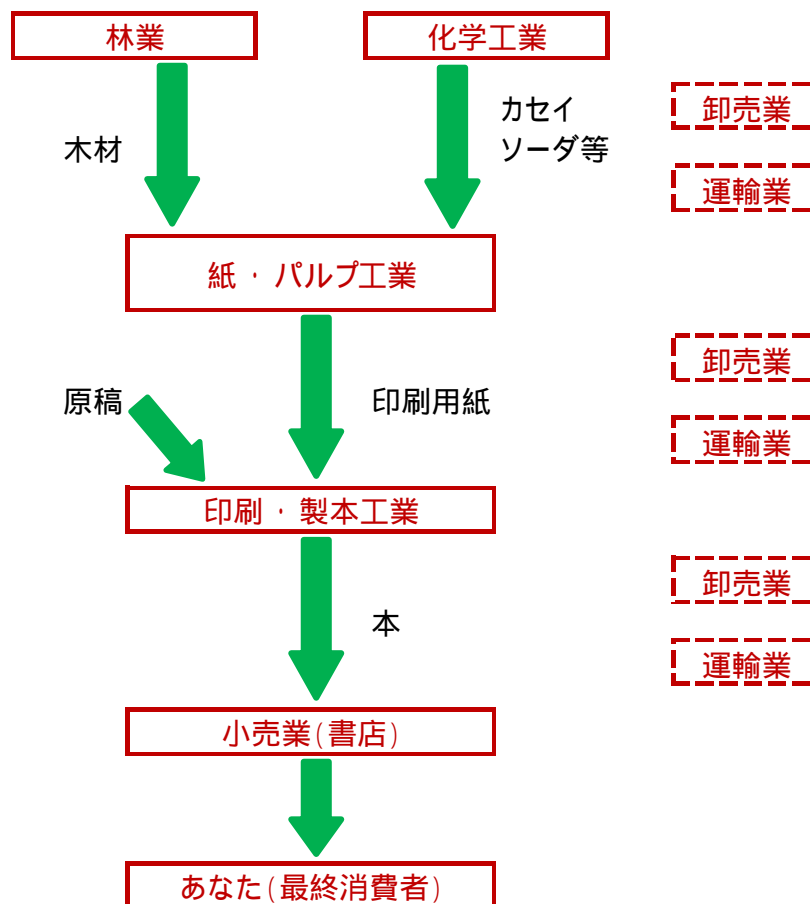 林業
化学工業
カセイ
ソーダ等
木材
卸売業
運輸業
紙・パルプ工業
卸売業
原稿
印刷用紙
運輸業
印刷・製本工業
卸売業
本
運輸業
小売業(書店)
あなた(最終消費者)